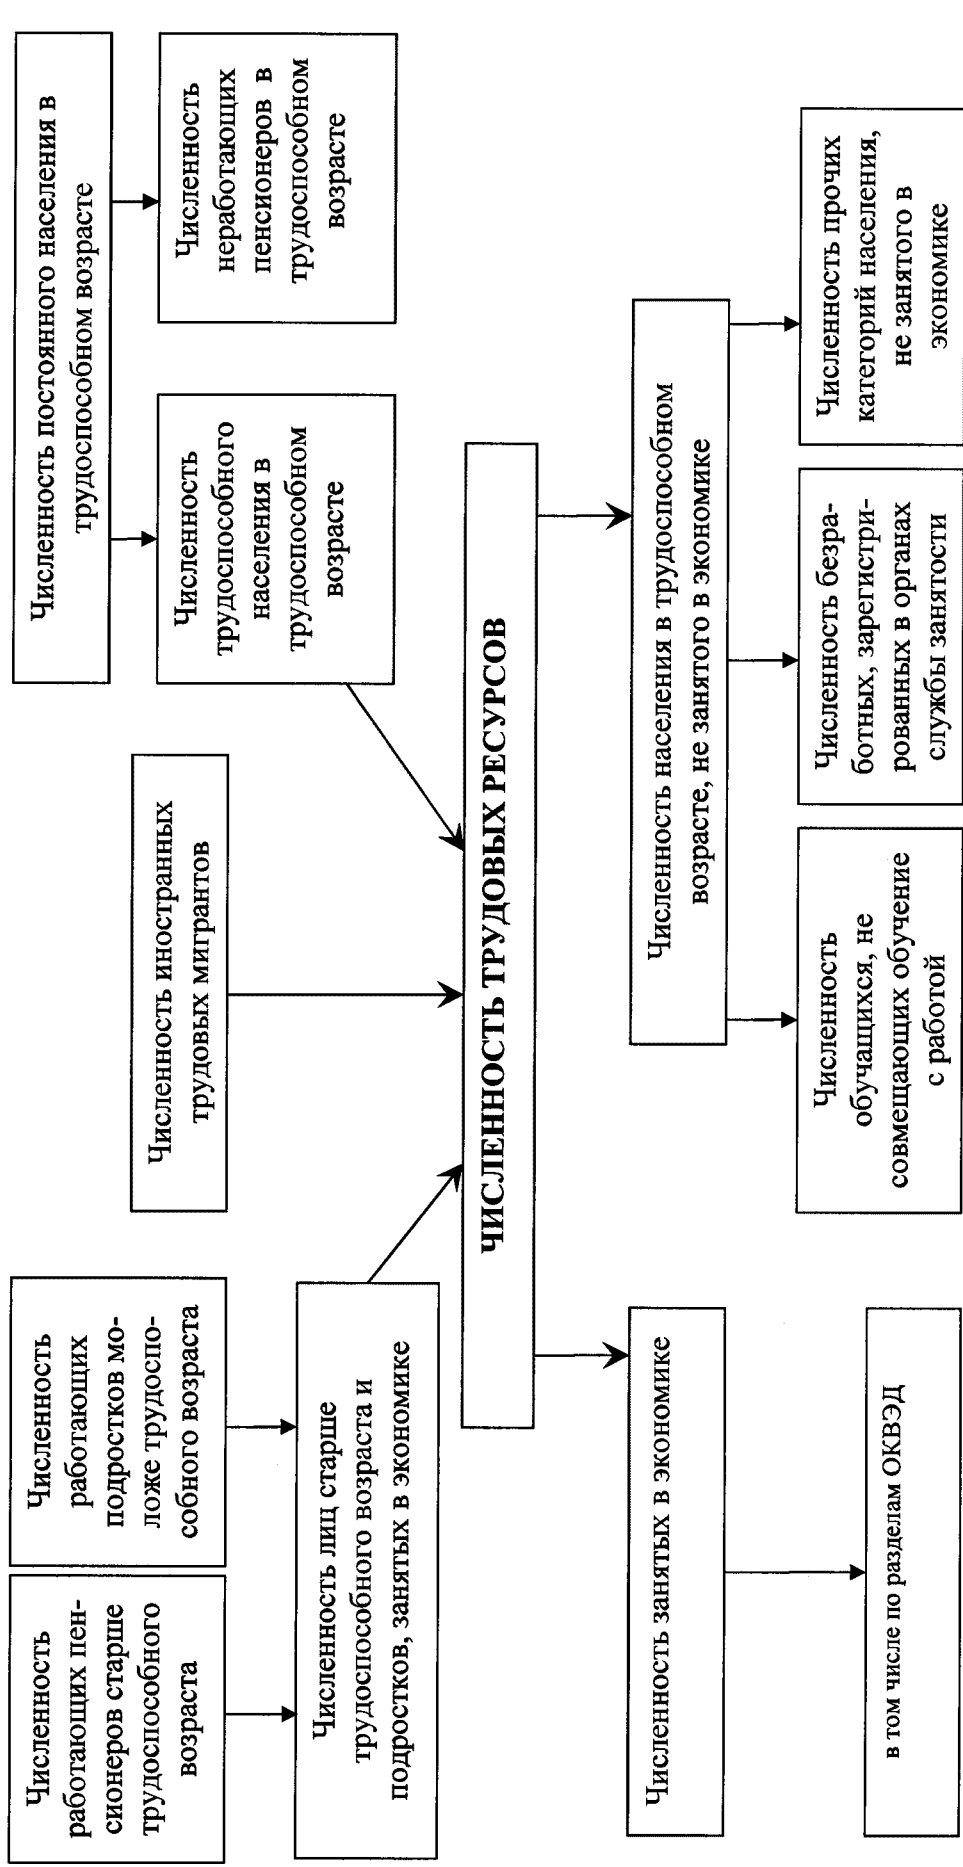 Численность
работающих пен-
сионеров старше
трудоспособного
возраста
Численность
работающих
подростков мо-
ложе трудоспо-
собного возраста
Численность иностранных
трудовых мигрантов
Численность постоянного населения в
трудоспособном возрасте
Численность
трудоспособного
населения в
трудоспособном
возрасте
Численность
неработающих
пенсионеров в
трудоспособном
возрасте
Численность лиц старше
трудоспособного возраста и
подростков, занятых в экономике
ЧИСЛЕННОСТЬ ТРУДОВЫХ РЕСУРСОВ
Численность занятых в экономике
Численность населения в трудоспособном
возрасте, не занятого в экономике
в том числе по разделам ОКВЭД
Численность
обучащихся, не
совмещающих обучение
с работой
Численность безра-
ботных, зарегистри-
рованных в органах
службы занятости
Численность прочих
категорий населения,
не занятого в
экономике